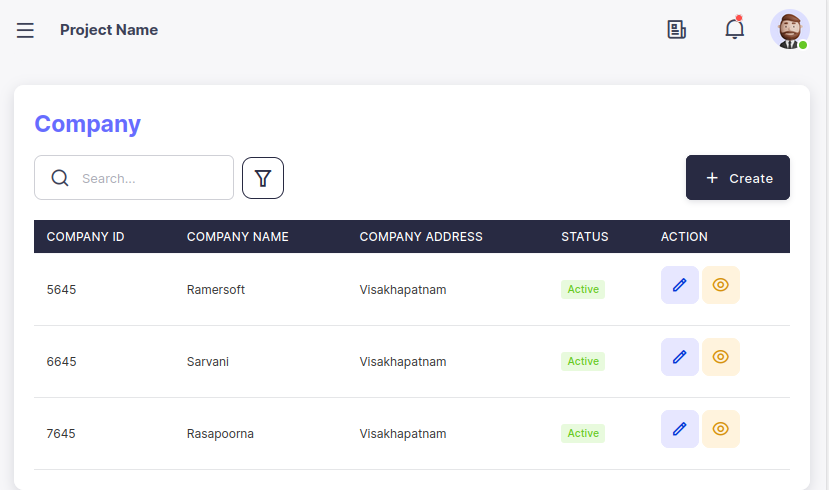 Project Name
Company
Search...
Create
COMPANY ID COMPANY NAME COMPANY ADDRESS STATUS ACTION
5645 Ramersoft Visakhapatnam Active
6645 Sarvani Visakhapatnam Active
7645 Rasapoorna Visakhapatnam Active